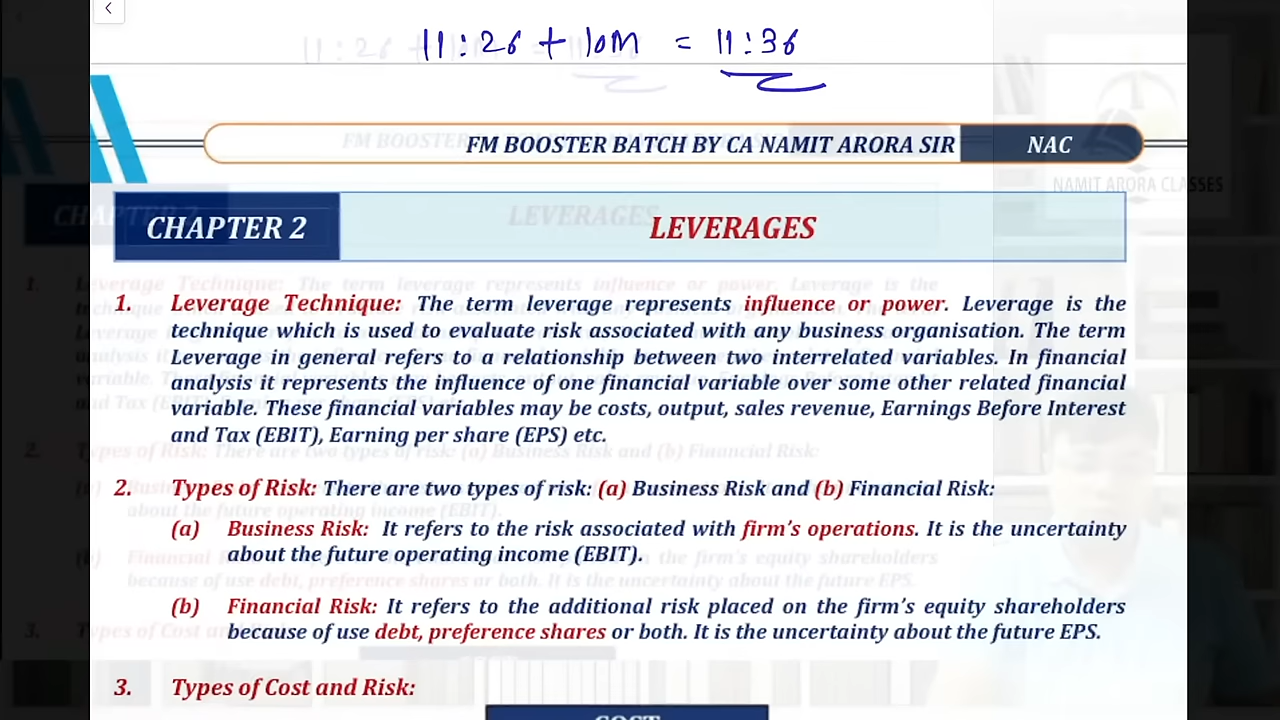 11:26 + 10M = 11:36
FM BOOSTER BATCH BY CA NAMIT ARORA SIR NAC
NAMIT ARORA CLASSES
CHAPTER 2 LEVERAGES
1. Leverage Technique: The term leverage represents influence or power. Leverage is the
technique which is used to evaluate risk associated with any business organisation. The term
Leverage in general refers to a relationship between two interrelated variables. In financial
analysis it represents the influence of one financial variable over some other related financial
variable. These financial variables may be costs, output, sales revenue, Earnings Before Interest
and Tax (EBIT), Earning per share (EPS) etc.
2. Types of Risk: There are two types of risk: (a) Business Risk and (b) Financial Risk:
(a) Business Risk: It refers to the risk associated with firm's operations. It is the uncertainty
about the future operating income (EBIT).
(b) Financial Risk: It refers to the additional risk placed on the firm's equity shareholders
because of use debt, preference shares or both. It is the uncertainty about the future EPS.
3. Types of Cost and Risk:
COST